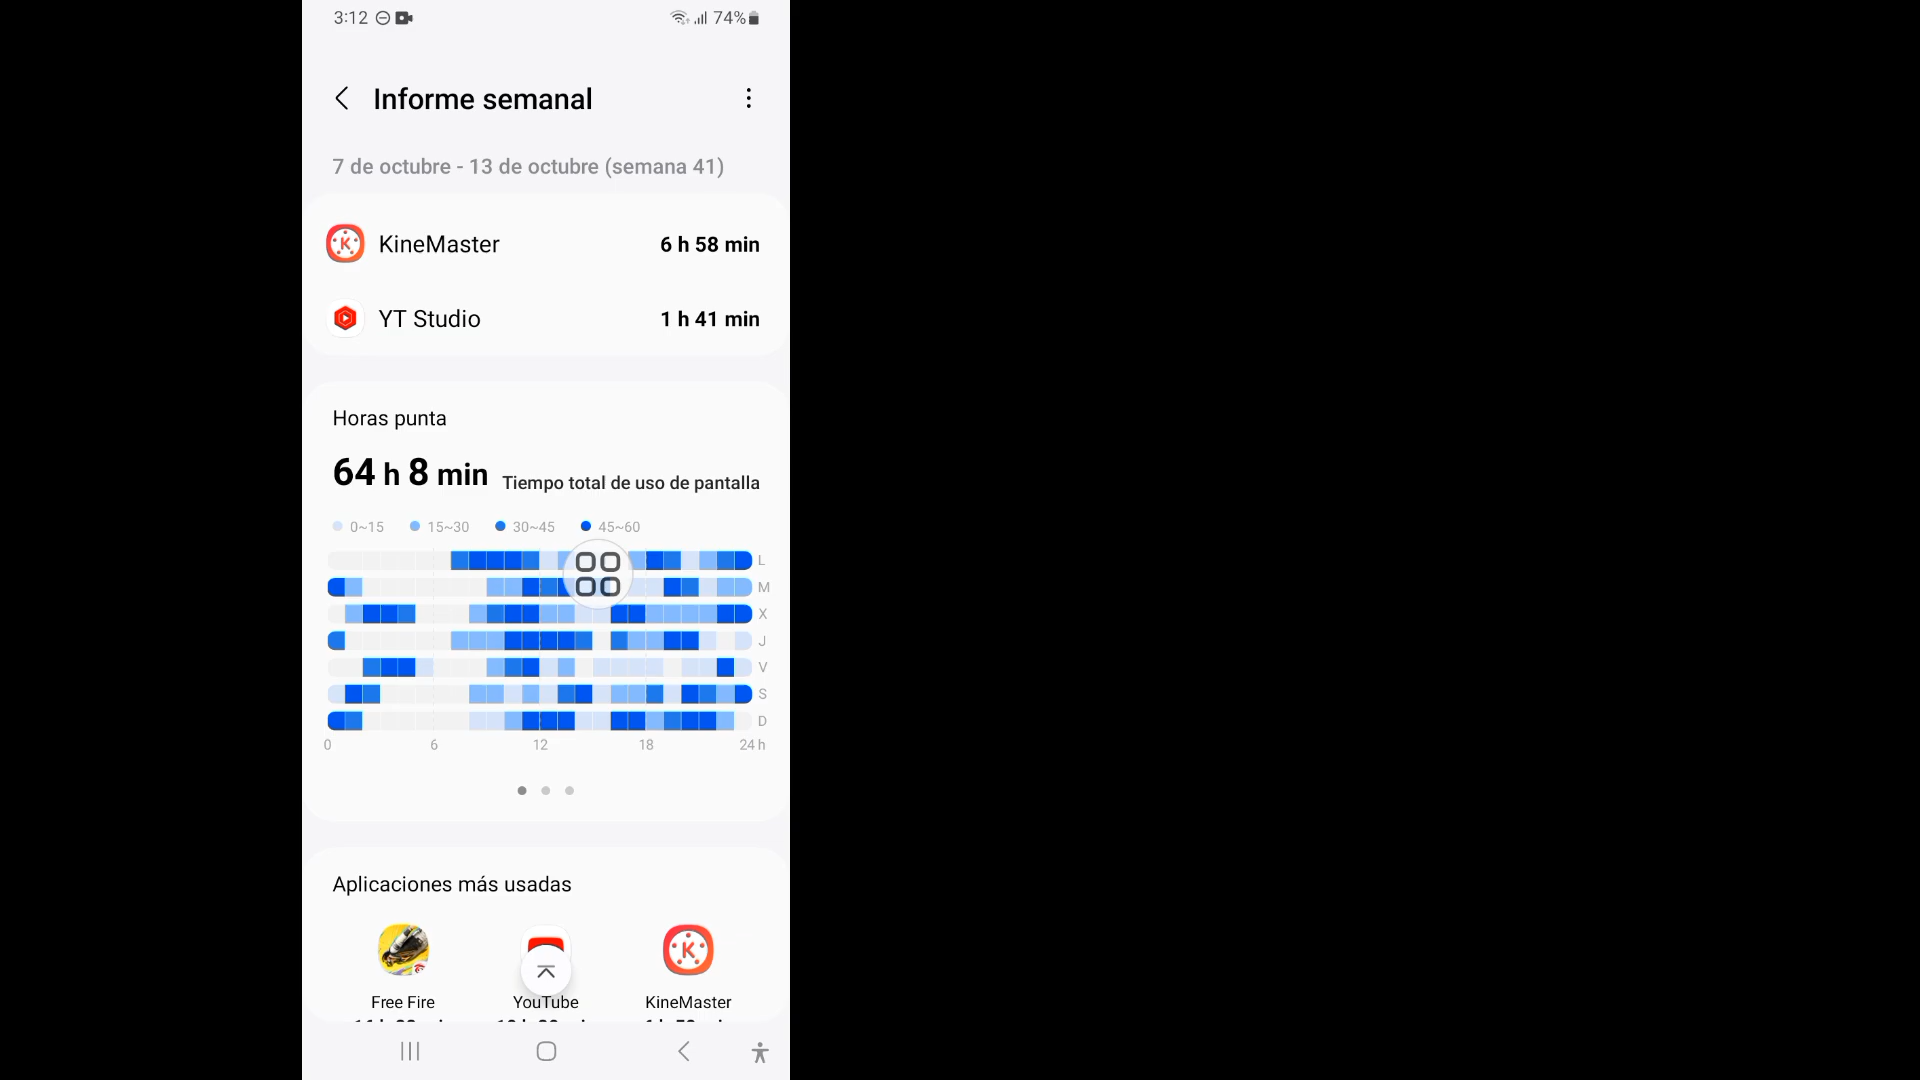 3:12 74%
Informe semanal
7 de octubre - 13 de octubre (semana 41)
KineMaster 6 h 58 min
YT Studio 1 h 41 min
Horas punta
64 h 8 min Tiempo total de uso de pantalla
0~15 15~30 30~45 45~60
L
M
X
J
V
S
D
0 6 12 18 24 h
Aplicaciones más usadas
Free Fire YouTube KineMaster